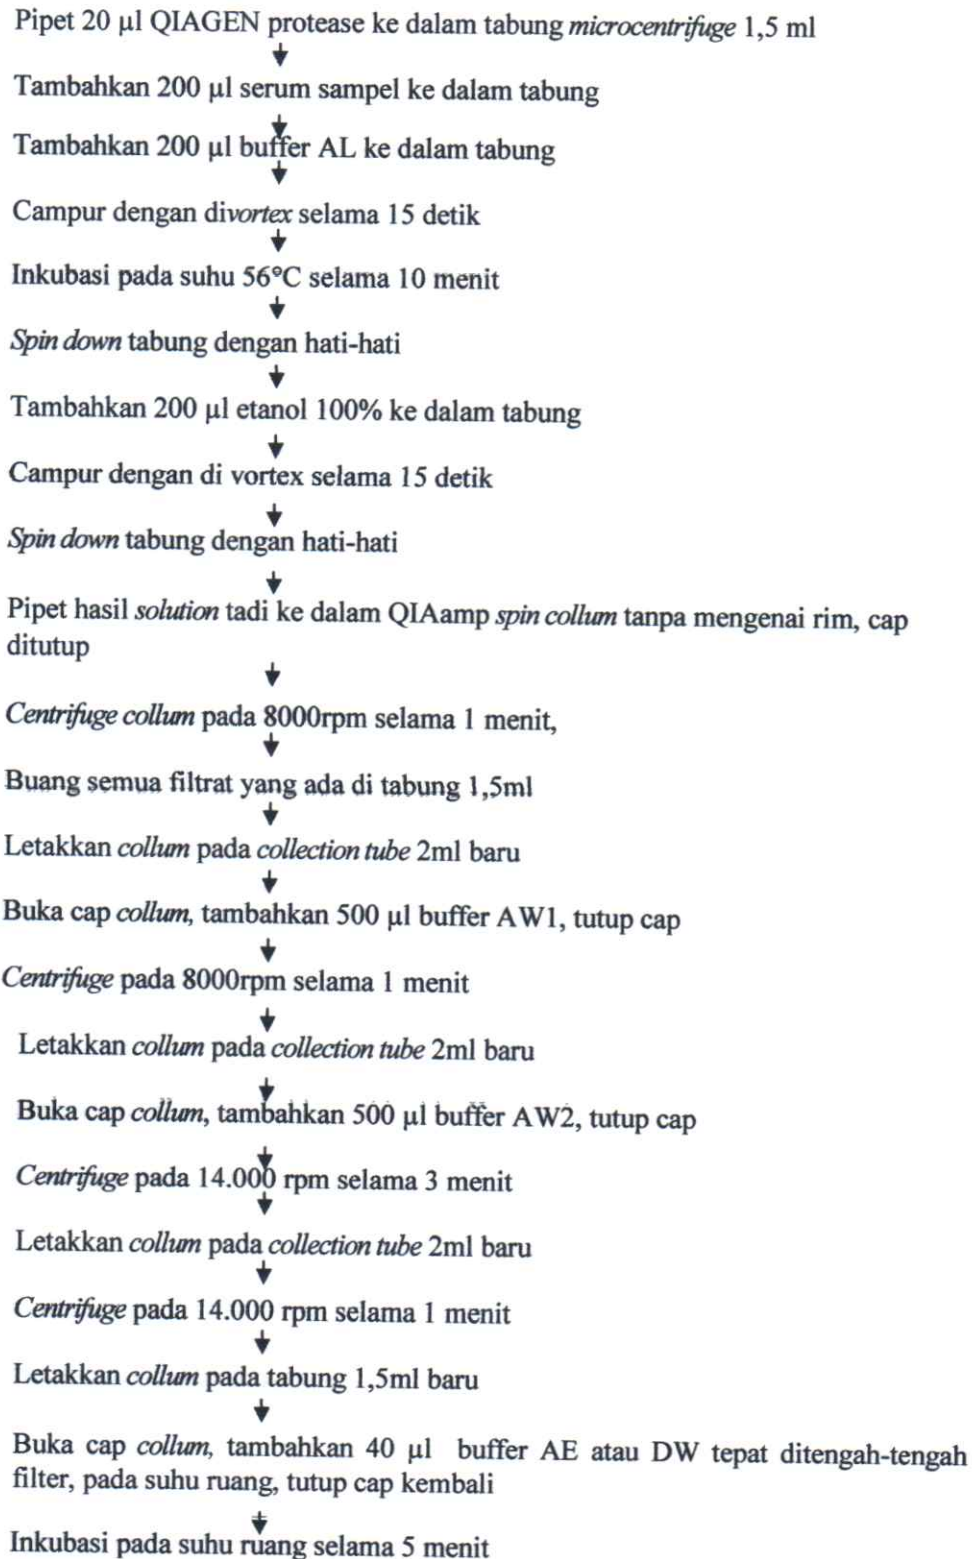 Pipet 20 µl QIAGEN protease ke dalam tabung microcentrifuge 1,5 ml
Tambahkan 200 µl serum sampel ke dalam tabung
Tambahkan 200 µl buffer AL ke dalam tabung
Campur dengan divortex selama 15 detik
Inkubasi pada suhu 56°C selama 10 menit
Spin down tabung dengan hati-hati
Tambahkan 200 µl etanol 100% ke dalam tabung
Campur dengan di vortex selama 15 detik
Spin down tabung dengan hati-hati
Pipet hasil solution tadi ke dalam QIAamp spin collum tanpa mengenai rim, cap
ditutup
Centrifuge collum pada 8000rpm selama 1 menit,
Buang semua filtrat yang ada di tabung 1,5ml
Letakkan collum pada collection tube 2ml baru
Buka cap collum, tambahkan 500 µl buffer AW1, tutup cap
Centrifuge pada 8000rpm selama 1 menit
Letakkan collum pada collection tube 2ml baru
Buka cap collum, tambahkan 500 µl buffer AW2, tutup cap
Centrifuge pada 14.000 rpm selama 3 menit
Letakkan collum pada collection tube 2ml baru
Centrifuge pada 14.000 rpm selama 1 menit
Letakkan collum pada tabung 1,5ml baru
Buka cap collum, tambahkan 40 µl buffer AE atau DW tepat ditengah-tengah
filter, pada suhu ruang, tutup cap kembali
Inkubasi pada suhu ruang selama 5 menit